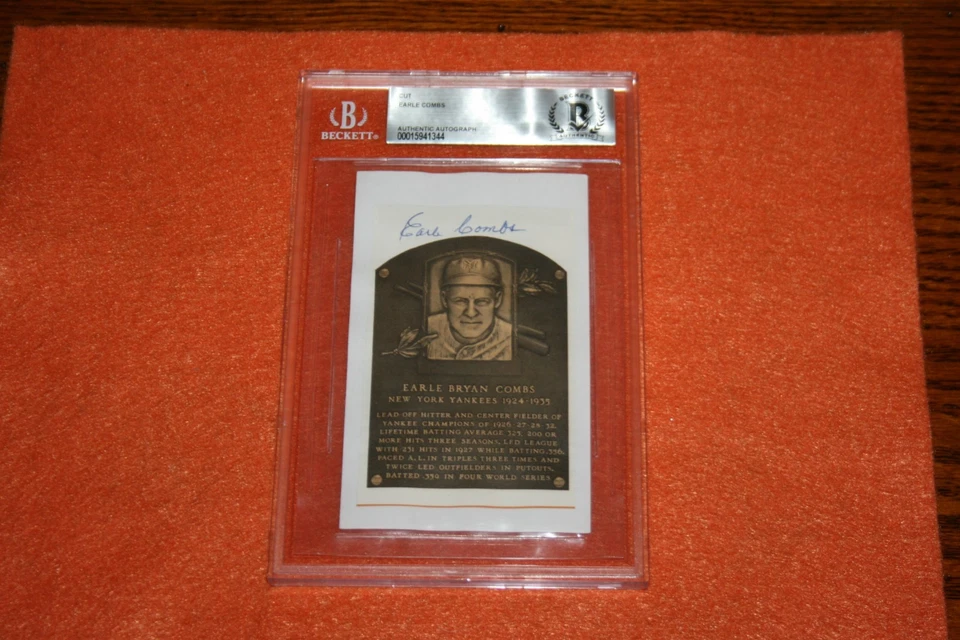 CUT
EARLE COMBS
AUTHENTIC AUTOGRAPH
00015941344
B
BECKETT
BECKETT
AUTHENTIC
Earle Combs
EARLE BRYAN COMBS
NEW YORK YANKEES 1924-1935
LEAD-OFF HITTER AND CENTER FIELDER OF
YANKEE CHAMPIONS OF 1926-27-28-32.
LIFETIME BATTING AVERAGE .325. 200 OR
MORE HITS THREE SEASONS. LED LEAGUE
WITH 231 HITS IN 1927 WHILE BATTING .356.
PACED A.L. IN TRIPLES THREE TIMES AND
TWICE LED OUTFIELDERS IN PUTOUTS.
BATTED .350 IN FOUR WORLD SERIES.